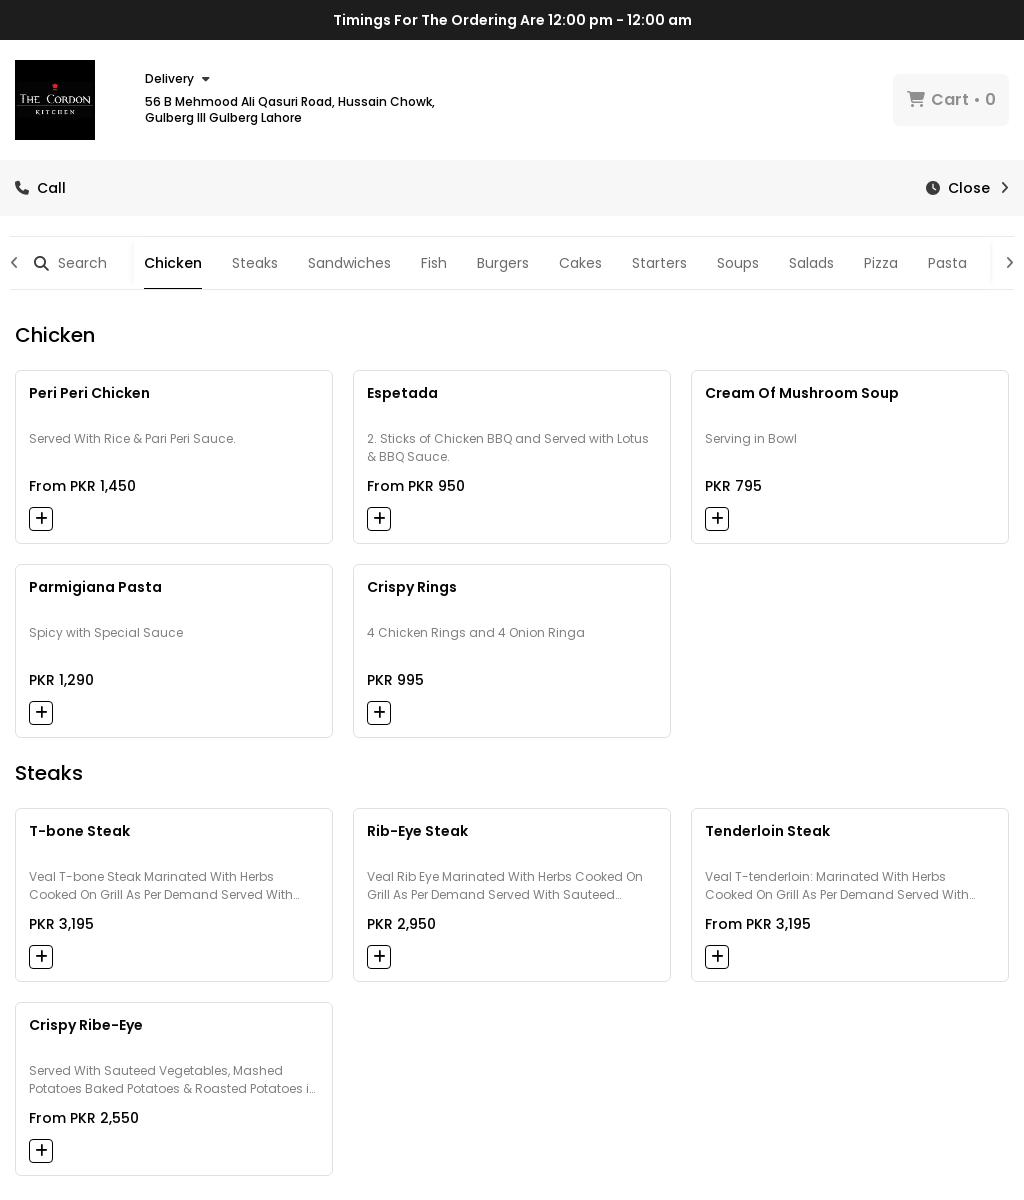 Timings For The Ordering Are 12:00 pm - 12:00 am
THE CORDON
KITCHEN
Delivery
56 B Mehmood Ali Qasuri Road, Hussain Chowk,
Gulberg III Gulberg Lahore
Cart • 0
Call
Close
Search
Chicken
Steaks
Sandwiches
Fish
Burgers
Cakes
Starters
Soups
Salads
Pizza
Pasta
Chicken
Peri Peri Chicken
Served With Rice & Pari Peri Sauce.
From PKR 1,450
Espetada
2. Sticks of Chicken BBQ and Served with Lotus
& BBQ Sauce.
From PKR 950
Cream Of Mushroom Soup
Serving in Bowl
PKR 795
Parmigiana Pasta
Spicy with Special Sauce
PKR 1,290
Crispy Rings
4 Chicken Rings and 4 Onion Ringa
PKR 995
Steaks
T-bone Steak
Veal T-bone Steak Marinated With Herbs
Cooked On Grill As Per Demand Served With…
PKR 3,195
Rib-Eye Steak
Veal Rib Eye Marinated With Herbs Cooked On
Grill As Per Demand Served With Sauteed…
PKR 2,950
Tenderloin Steak
Veal T-tenderloin: Marinated With Herbs
Cooked On Grill As Per Demand Served With…
From PKR 3,195
Crispy Ribe-Eye
Served With Sauteed Vegetables, Mashed
Potatoes Baked Potatoes & Roasted Potatoes i…
From PKR 2,550